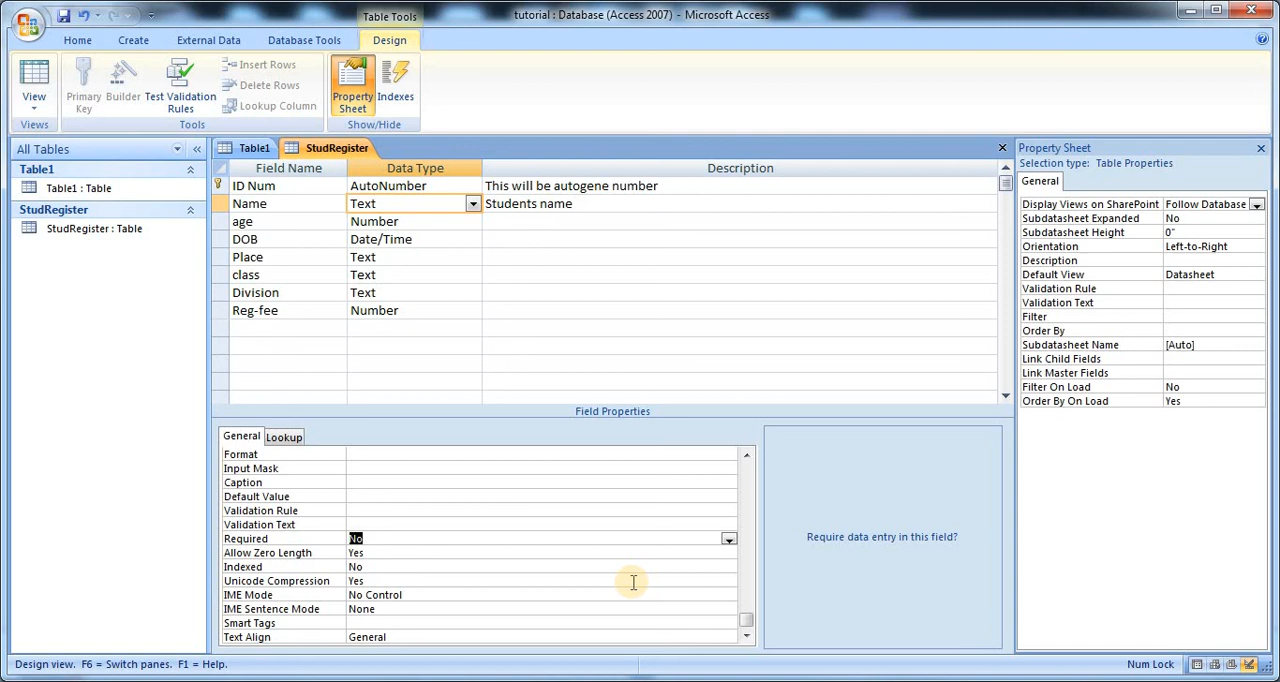 tutorial : Database (Access 2007) - Microsoft Access
Table Tools
Home Create External Data Database Tools Design
View
Views
Primary Key
Builder
Test Validation Rules
Insert Rows
Delete Rows
Lookup Column
Tools
Property Sheet
Indexes
Show/Hide
All Tables
Table1
Table1 : Table
StudRegister
StudRegister : Table
Table1 StudRegister
Field Name Data Type Description
ID Num AutoNumber This will be autogene number
Name Text Students name
age Number
DOB Date/Time
Place Text
class Text
Division Text
Reg-fee Number
Field Properties
General Lookup
Format
Input Mask
Caption
Default Value
Validation Rule
Validation Text
Required No
Allow Zero Length Yes
Indexed No
Unicode Compression Yes
IME Mode No Control
IME Sentence Mode None
Smart Tags
Text Align General
Require data entry in this field?
Property Sheet
Selection type: Table Properties
General
Display Views on SharePoint Follow Database
Subdatasheet Expanded No
Subdatasheet Height 0"
Orientation Left-to-Right
Description
Default View Datasheet
Validation Rule
Validation Text
Filter
Order By
Subdatasheet Name [Auto]
Link Child Fields
Link Master Fields
Filter On Load No
Order By On Load Yes
Design view. F6 = Switch panes. F1 = Help.
Num Lock